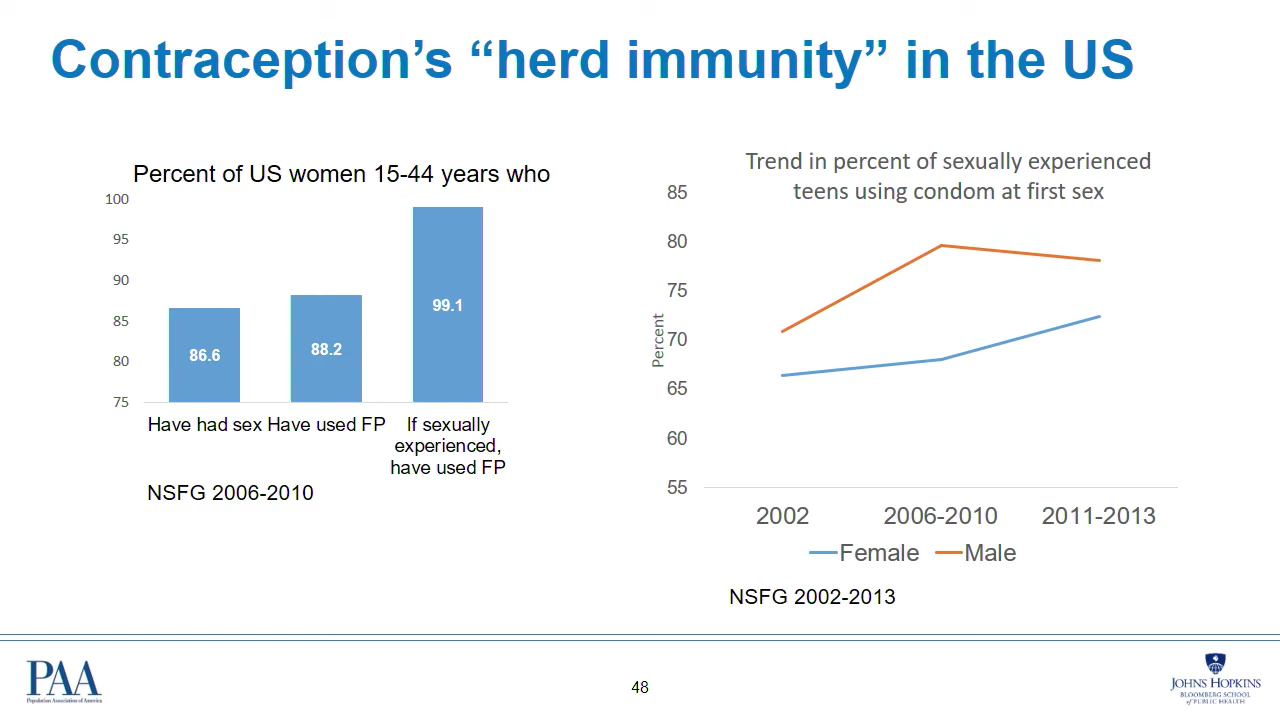 Contraception’s “herd immunity” in the US
Percent of US women 15-44 years who
100
95
90
85
80
75
86.6
88.2
99.1
Have had sex
Have used FP
If sexually
experienced,
have used FP
NSFG 2006-2010
Trend in percent of sexually experienced
teens using condom at first sex
85
80
75
70
65
60
55
Percent
2002
2006-2010
2011-2013
Female
Male
NSFG 2002-2013
PAA
Population Association of America
48
JOHNS HOPKINS
BLOOMBERG SCHOOL
of PUBLIC HEALTH